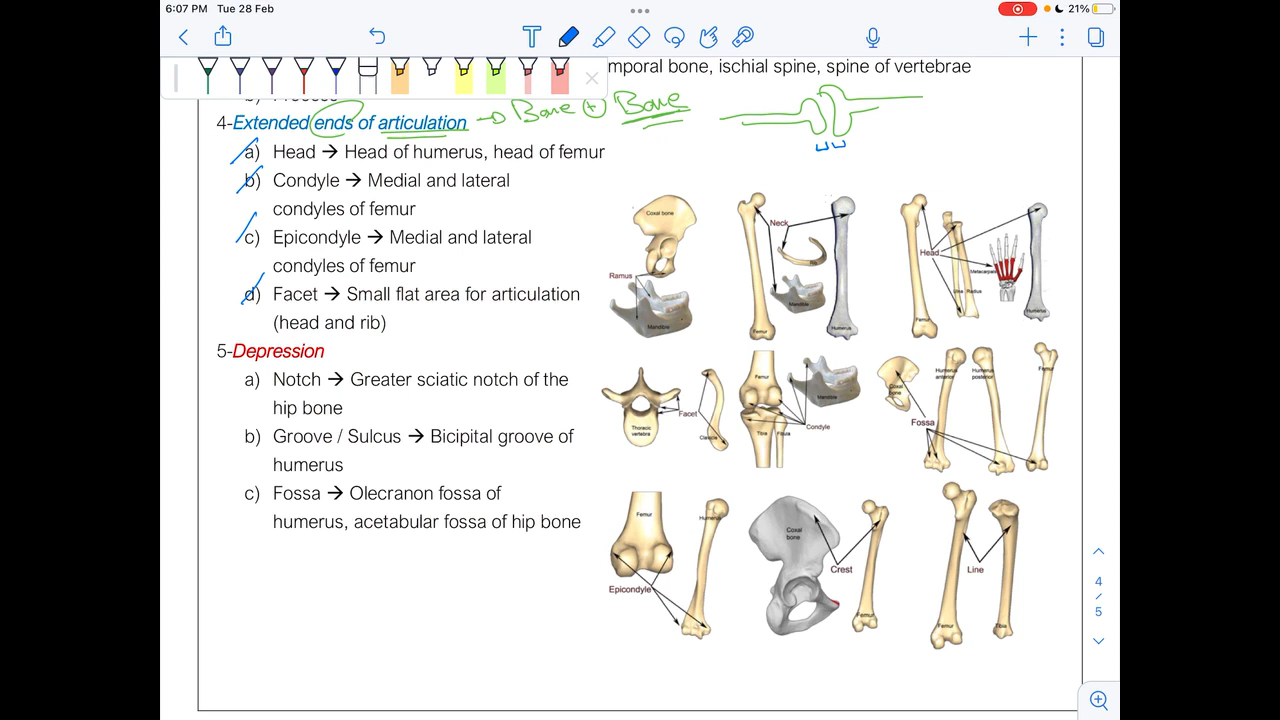 6:07 PM Tue 28 Feb
21%
T
mporal bone, ischial spine, spine of vertebrae
4-Extended ends of articulation → Bone + Bone
a) Head → Head of humerus, head of femur
b) Condyle → Medial and lateral
condyles of femur
c) Epicondyle → Medial and lateral
condyles of femur
d) Facet → Small flat area for articulation
(head and rib)
5-Depression
a) Notch → Greater sciatic notch of the
hip bone
b) Groove / Sulcus → Bicipital groove of
humerus
c) Fossa → Olecranon fossa of
humerus, acetabular fossa of hip bone
Coxal bone
Ramus
Mandible
Neck
Rib
Mandible
Femur
Humerus
Head
Metacarpals
Ulna Radius
Femur
Humerus
Thoracic
vertebra
Facet
Clavicle
Femur
Mandible
Tibia Fibula
Condyle
Coxal
bone
Humerus
anterior
Humerus
posterior
Femur
Fossa
Femur
Humerus
Epicondyle
Coxal
bone
Crest
Femur
Line
Femur
Tibia
4
/
5